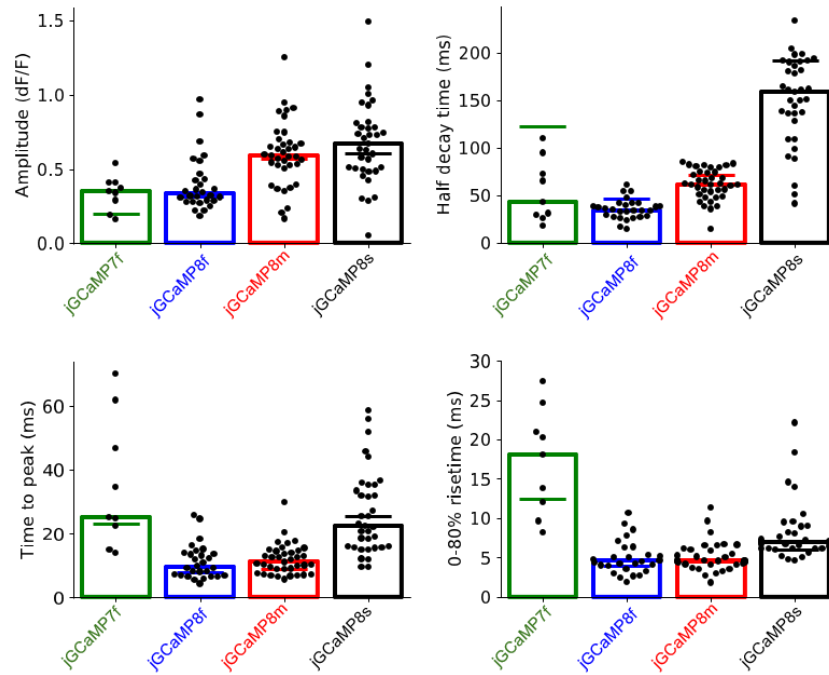 Amplitude (dF/F)
1.5
1.0
0.5
0.0
jGCaMP7f
jGCaMP8f
jGCaMP8m
jGCaMP8s
Half decay time (ms)
200
150
100
50
0
jGCaMP7f
jGCaMP8f
jGCaMP8m
jGCaMP8s
Time to peak (ms)
60
40
20
0
jGCaMP7f
jGCaMP8f
jGCaMP8m
jGCaMP8s
0-80% risetime (ms)
30
25
20
15
10
5
0
jGCaMP7f
jGCaMP8f
jGCaMP8m
jGCaMP8s